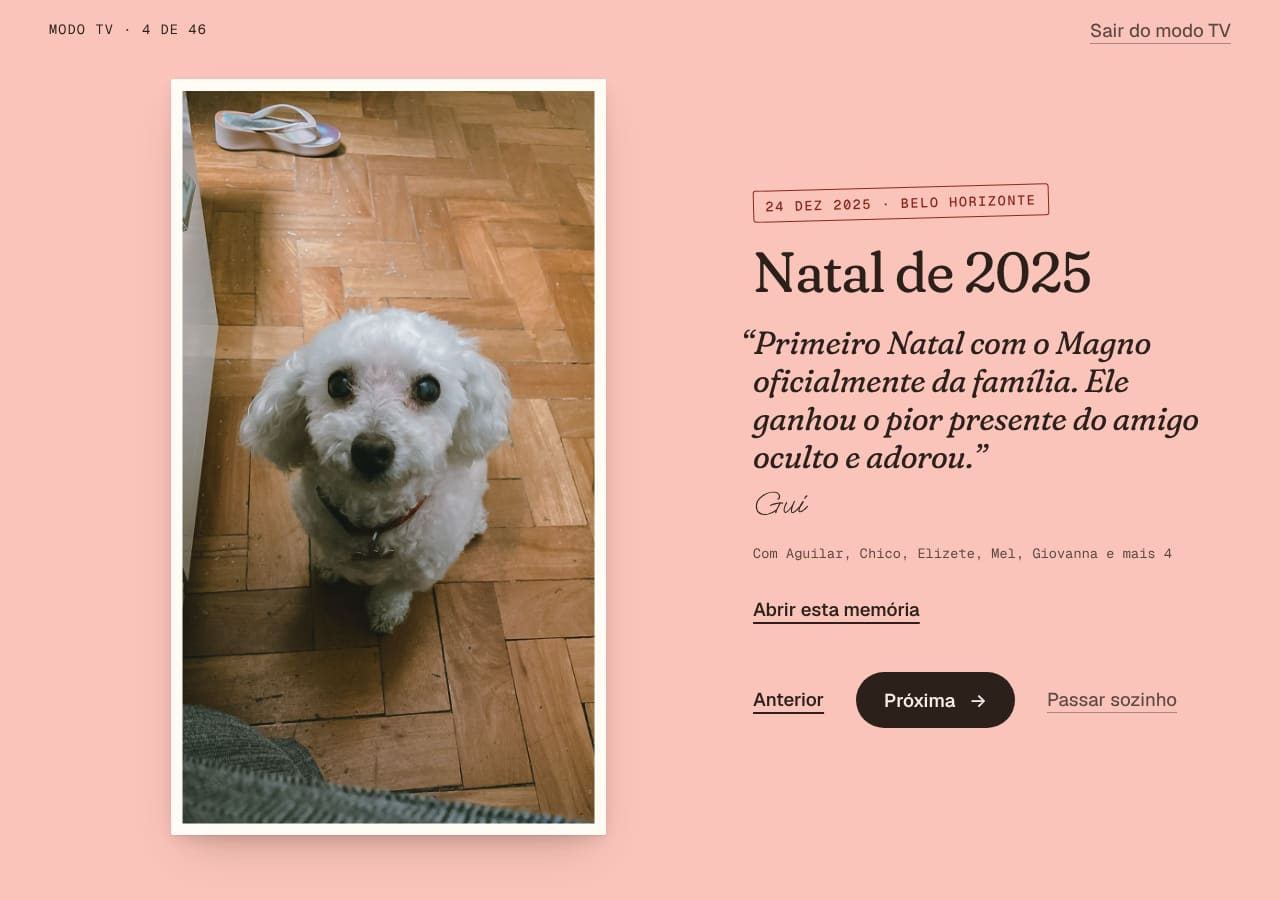 MODO TV · 4 DE 46
Sair do modo TV
24 DEZ 2025 · BELO HORIZONTE
Natal de 2025
“Primeiro Natal com o Magno
oficialmente da família. Ele
ganhou o pior presente do amigo
oculto e adorou.”
Gui
Com Aguilar, Chico, Elizete, Mel, Giovanna e mais 4
Abrir esta memória
Anterior
Próxima →
Passar sozinho